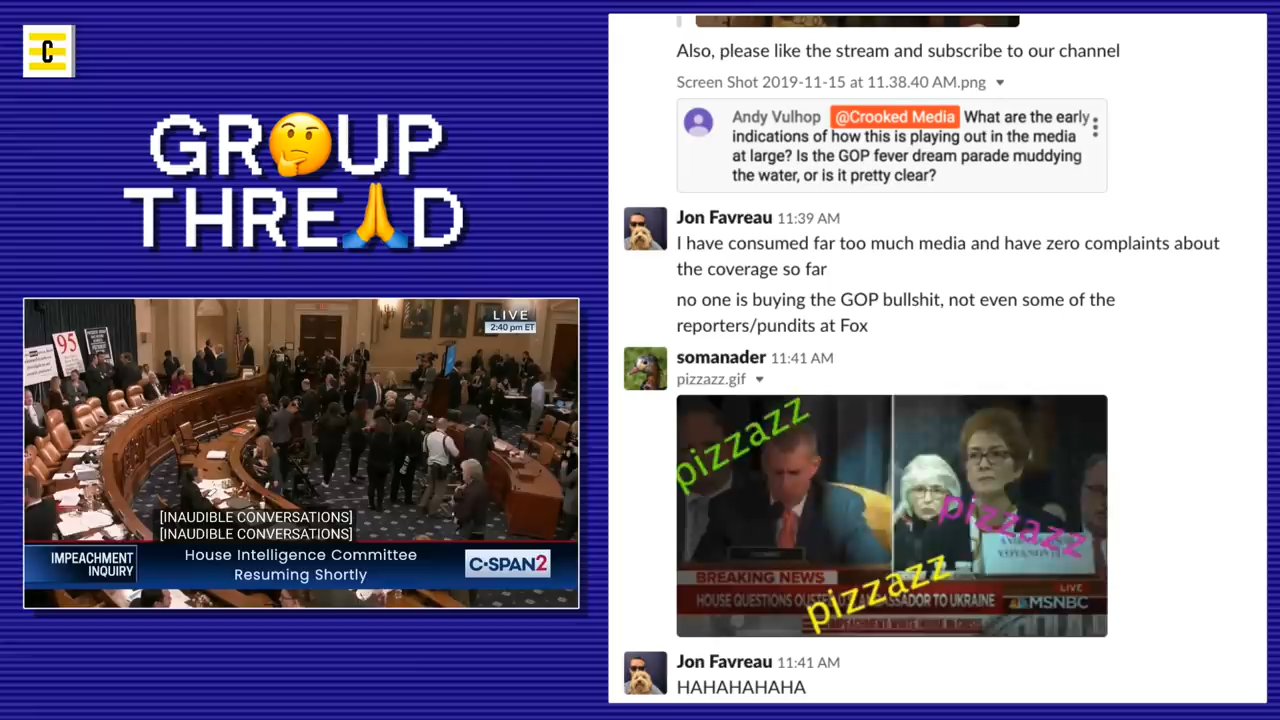 C
GR🤔UP
THRE🙏D
95
LIVE
2:40 pm ET
[INAUDIBLE CONVERSATIONS]
[INAUDIBLE CONVERSATIONS]
IMPEACHMENT
INQUIRY
House Intelligence Committee
Resuming Shortly
C-SPAN2
Also, please like the stream and subscribe to our channel
Screen Shot 2019-11-15 at 11.38.40 AM.png
Andy Vulhop @Crooked Media What are the early
indications of how this is playing out in the media
at large? Is the GOP fever dream parade muddying
the water, or is it pretty clear?
Jon Favreau 11:39 AM
I have consumed far too much media and have zero complaints about
the coverage so far
no one is buying the GOP bullshit, not even some of the
reporters/pundits at Fox
somanader 11:41 AM
pizzazz.gif
pizzazz
pizzazz
pizzazz
BREAKING NEWS
LIVE
HOUSE QUESTIONS OUSTE ASSADOR TO UKRAINE
MSNBC
Jon Favreau 11:41 AM
HAHAHAHAHA